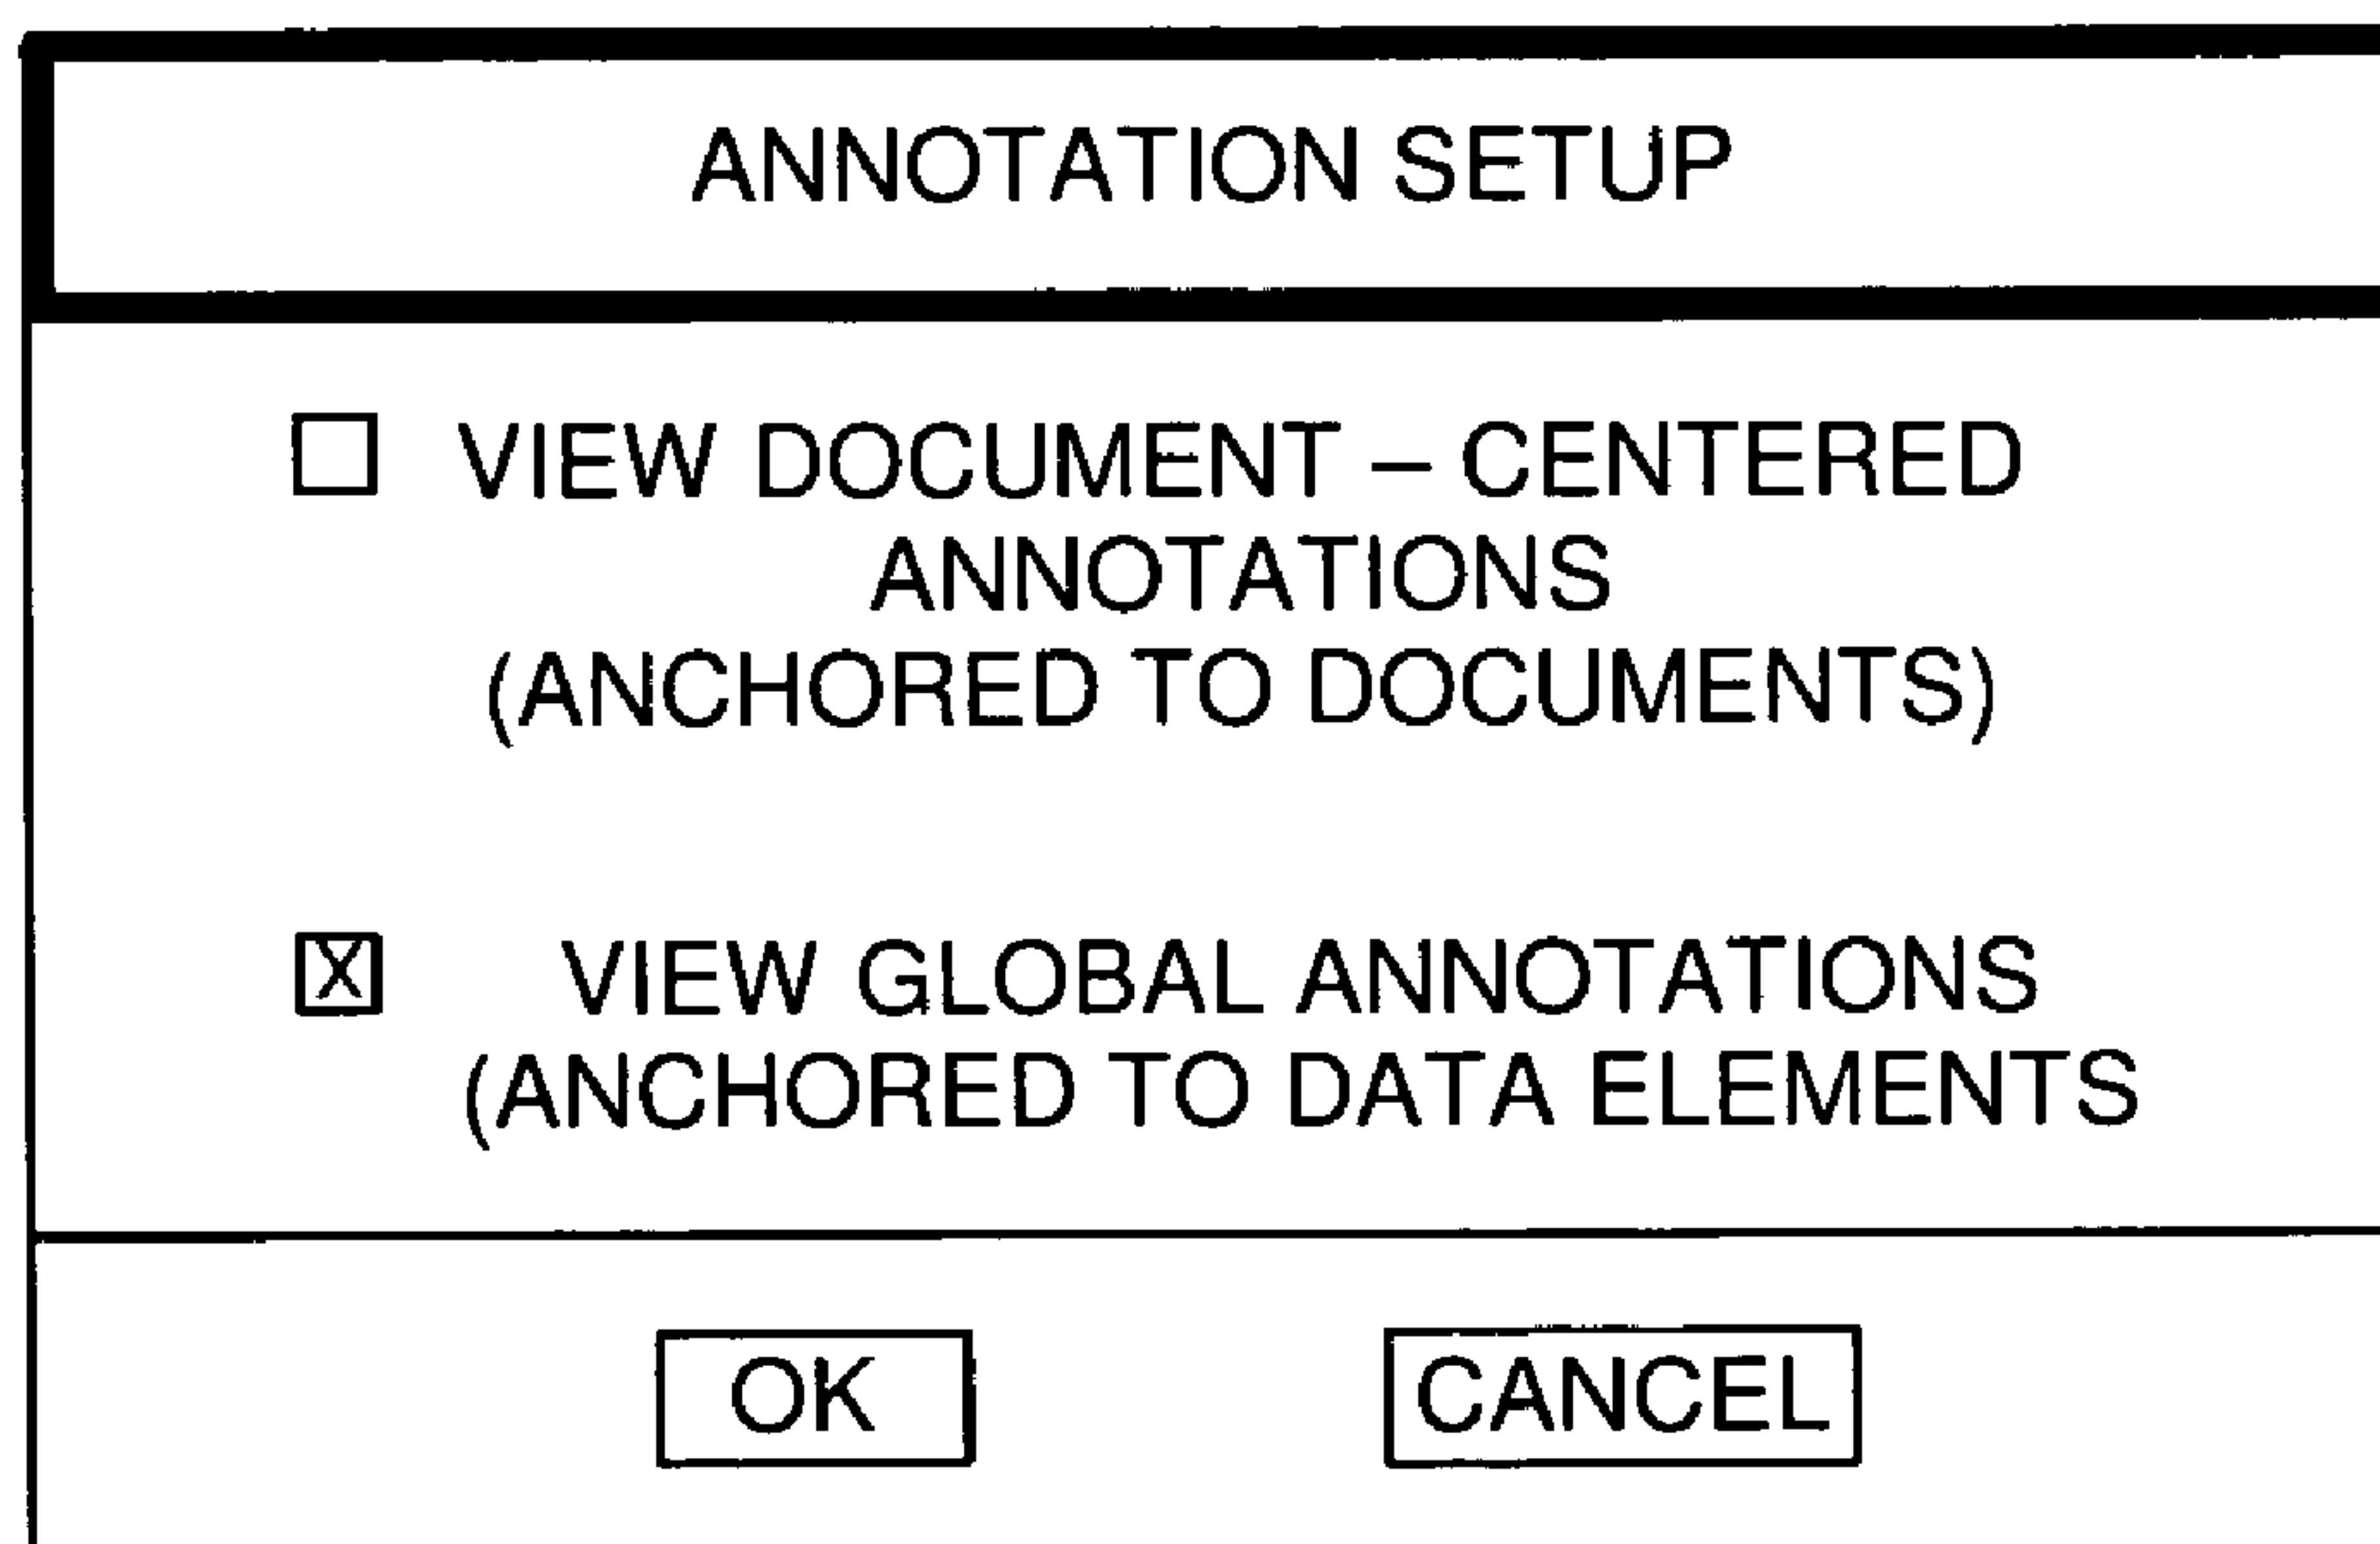 ANNOTATION SETUP
VIEW DOCUMENT – CENTERED
ANNOTATIONS
(ANCHORED TO DOCUMENTS)
X VIEW GLOBAL ANNOTATIONS
(ANCHORED TO DATA ELEMENTS
OK CANCEL